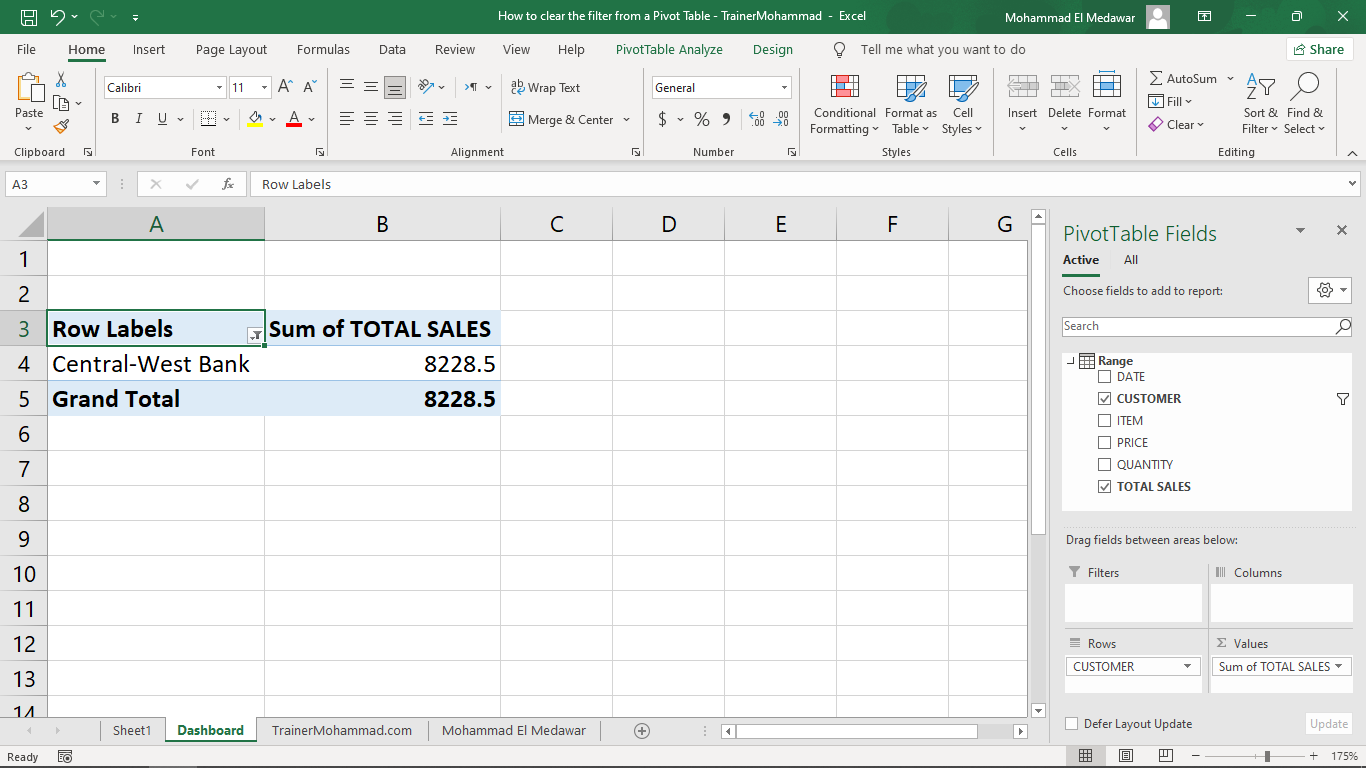 How to clear the filter from a Pivot Table - TrainerMohammad - Excel
Mohammad El Medawar
File Home Insert Page Layout Formulas Data Review View Help PivotTable Analyze Design Tell me what you want to do Share
Paste
Clipboard
Calibri 11
B I U A
Font
Wrap Text
Merge & Center
Alignment
General
$ % 9
Number
Conditional Formatting
Format as Table
Cell Styles
Styles
Insert Delete Format
Cells
AutoSum
Fill
Clear
Sort & Filter
Find & Select
Editing
A3 fx Row Labels
A B C D E F G
1
2
3 Row Labels Sum of TOTAL SALES
4 Central-West Bank 8228.5
5 Grand Total 8228.5
6
7
8
9
10
11
12
13
14
PivotTable Fields
Active All
Choose fields to add to report:
Search
Range
DATE
CUSTOMER
ITEM
PRICE
QUANTITY
TOTAL SALES
Drag fields between areas below:
Filters Columns
Rows Σ Values
CUSTOMER Sum of TOTAL SALES
Defer Layout Update Update
Sheet1 Dashboard TrainerMohammad.com Mohammad El Medawar
Ready 175%